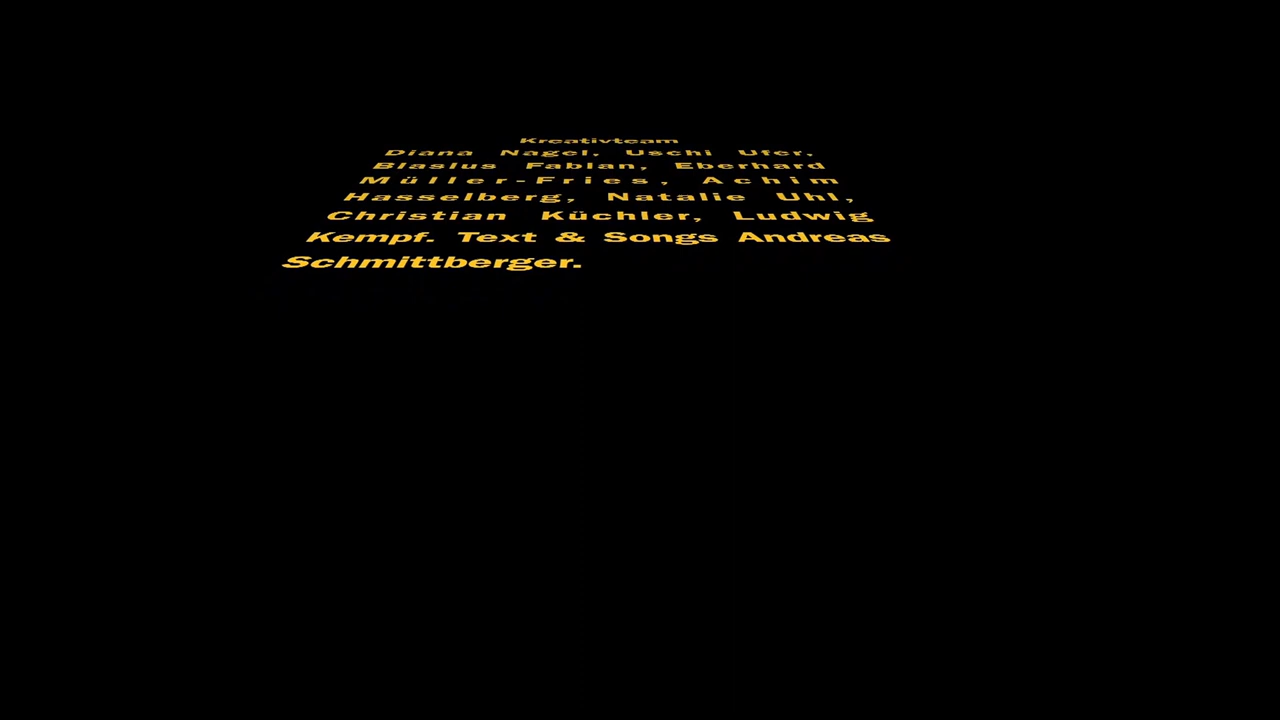 Kreativteam
Diana Nagel, Uschi Ufer,
Blasius Fabian, Eberhard
Müller-Fries, Achim
Hasselberg, Natalie Uhl,
Christian Küchler, Ludwig
Kempf. Text & Songs Andreas
Schmittberger.